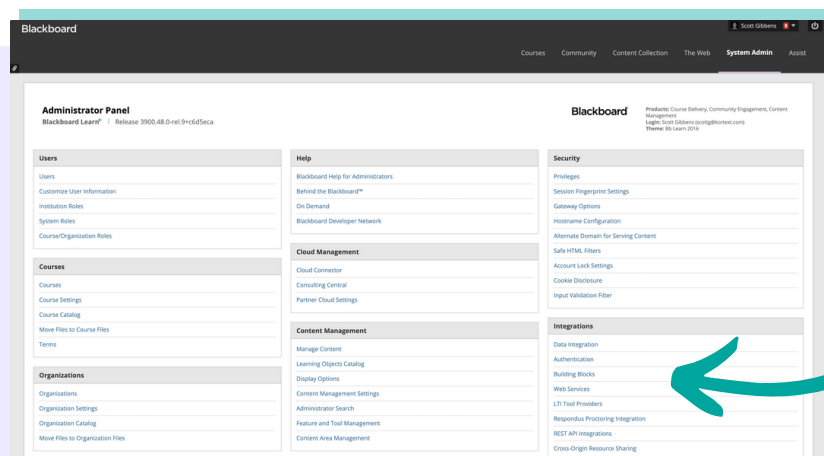 Blackboard
Scott Gibbens
Courses Community Content Collection The Web System Admin Assist
Administrator Panel
Blackboard Learn Release 3900.48.0-rel.9+c6d5eca
Blackboard
Products: Course Delivery, Community Engagement, Content
Management
Login: Scott Gibbens (scottg@kortext.com)
Theme: Bb Learn 2016
Users
Users
Customize User Information
Institution Roles
System Roles
Course/Organization Roles
Courses
Courses
Course Settings
Course Catalog
Move Files to Course Files
Terms
Organizations
Organizations
Organization Settings
Organization Catalog
Move Files to Organization Files
Help
Blackboard Help for Administrators
Behind the Blackboard™
On Demand
Blackboard Developer Network
Cloud Management
Cloud Connector
Consulting Central
Partner Cloud Settings
Content Management
Manage Content
Learning Objects Catalog
Display Options
Content Management Settings
Administrator Search
Feature and Tool Management
Content Area Management
Security
Privileges
Session Fingerprint Settings
Gateway Options
Hostname Configuration
Alternate Domain for Serving Content
Safe HTML Filters
Account Lock Settings
Cookie Disclosure
Input Validation Filter
Integrations
Data Integration
Authentication
Building Blocks
Web Services
LTI Tool Providers
Respondus Proctoring Integration
REST API Integrations
Cross-Origin Resource Sharing